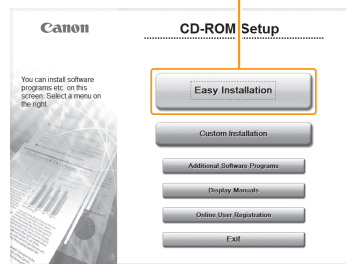 Canon
CD-ROM Setup
You can install software
programs etc. on this
screen. Select a menu on
the right.
Easy Installation
Custom Installation
Additional Software Programs
Display Manuals
Online User Registration
Exit